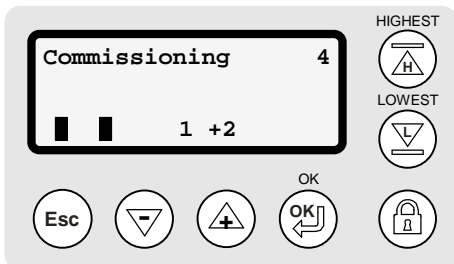 HIGHEST
Commissioning 4
H
LOWEST
1 +2
L
OK
Esc - + OK